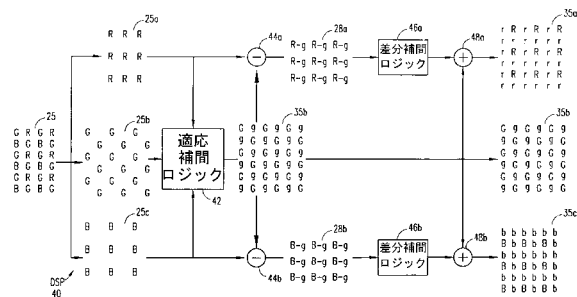 25a
R R R
R R R
R R R
44a
−
28a
R-g R-g R-g
R-g R-g R-g
R-g R-g R-g
46a
差分補間
ロジック
48a
+
35a
r R r R r R
r r r r r r
r R r R r R
r r r r r r
r R r R r R
r r r r r r
25
G R G R
B G B G
G R G R
B G B G
G R G R
B G B G
25b
G G G
G G G
G G G
G G G
G G G
G G G
適応
補間
ロジック
42
35b
G g G g G g
g G g G g G
G g G g G g
g G g G g G
G g G g G g
g G g G g G
35b
G g G g G g
g G g G g G
G g G g G g
g G g G g G
G g G g G g
g G g G g G
25c
B B B
B B B
B B B
44b
−
28b
B-g B-g B-g
B-g B-g B-g
B-g B-g B-g
46b
差分補間
ロジック
48b
+
35c
b b b b b b
B b B b B b
b b b b b b
B b B b B b
b b b b b b
B b B b B b
DSP
40